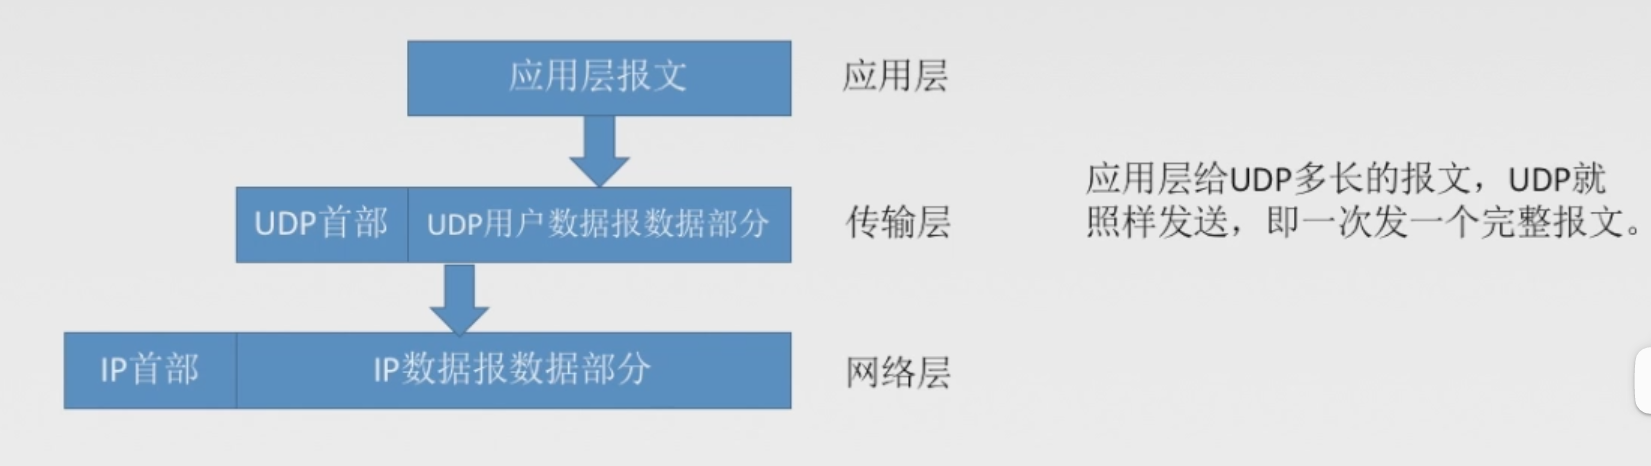 应用层报文
应用层
应用层给UDP多长的报文，UDP就
照样发送，即一次发一个完整报文。
UDP首部
UDP用户数据报数据部分
传输层
IP首部
IP数据报数据部分
网络层